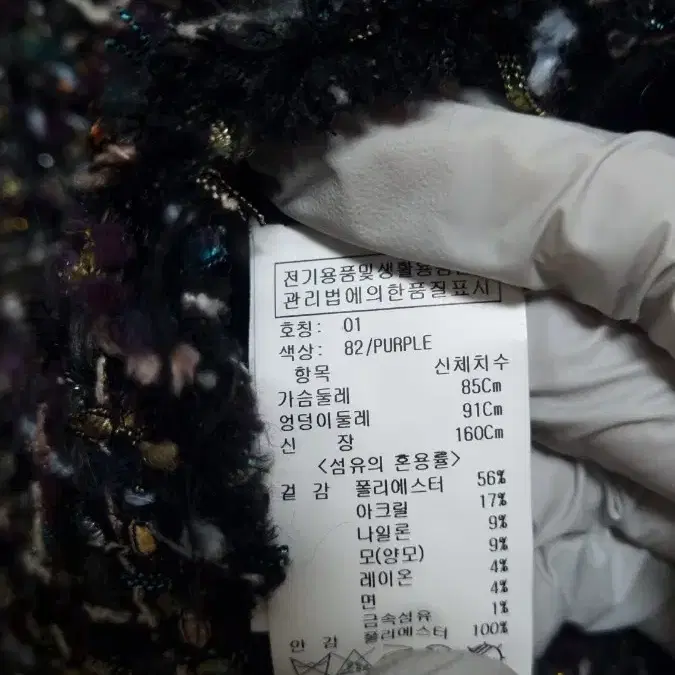 전기용품및생활용품안전
관리법에의한품질표시
호칭: 01
색상: 82/PURPLE
항목 신체치수
가슴둘레 85Cm
엉덩이둘레 91Cm
신 장 160Cm
<섬유의 혼용률>
겉 감 폴리에스터 56%
아크릴 17%
나일론 9%
모(양모) 9%
레이온 4%
면 4%
금속섬유 1%
안 감 폴리에스터 100%